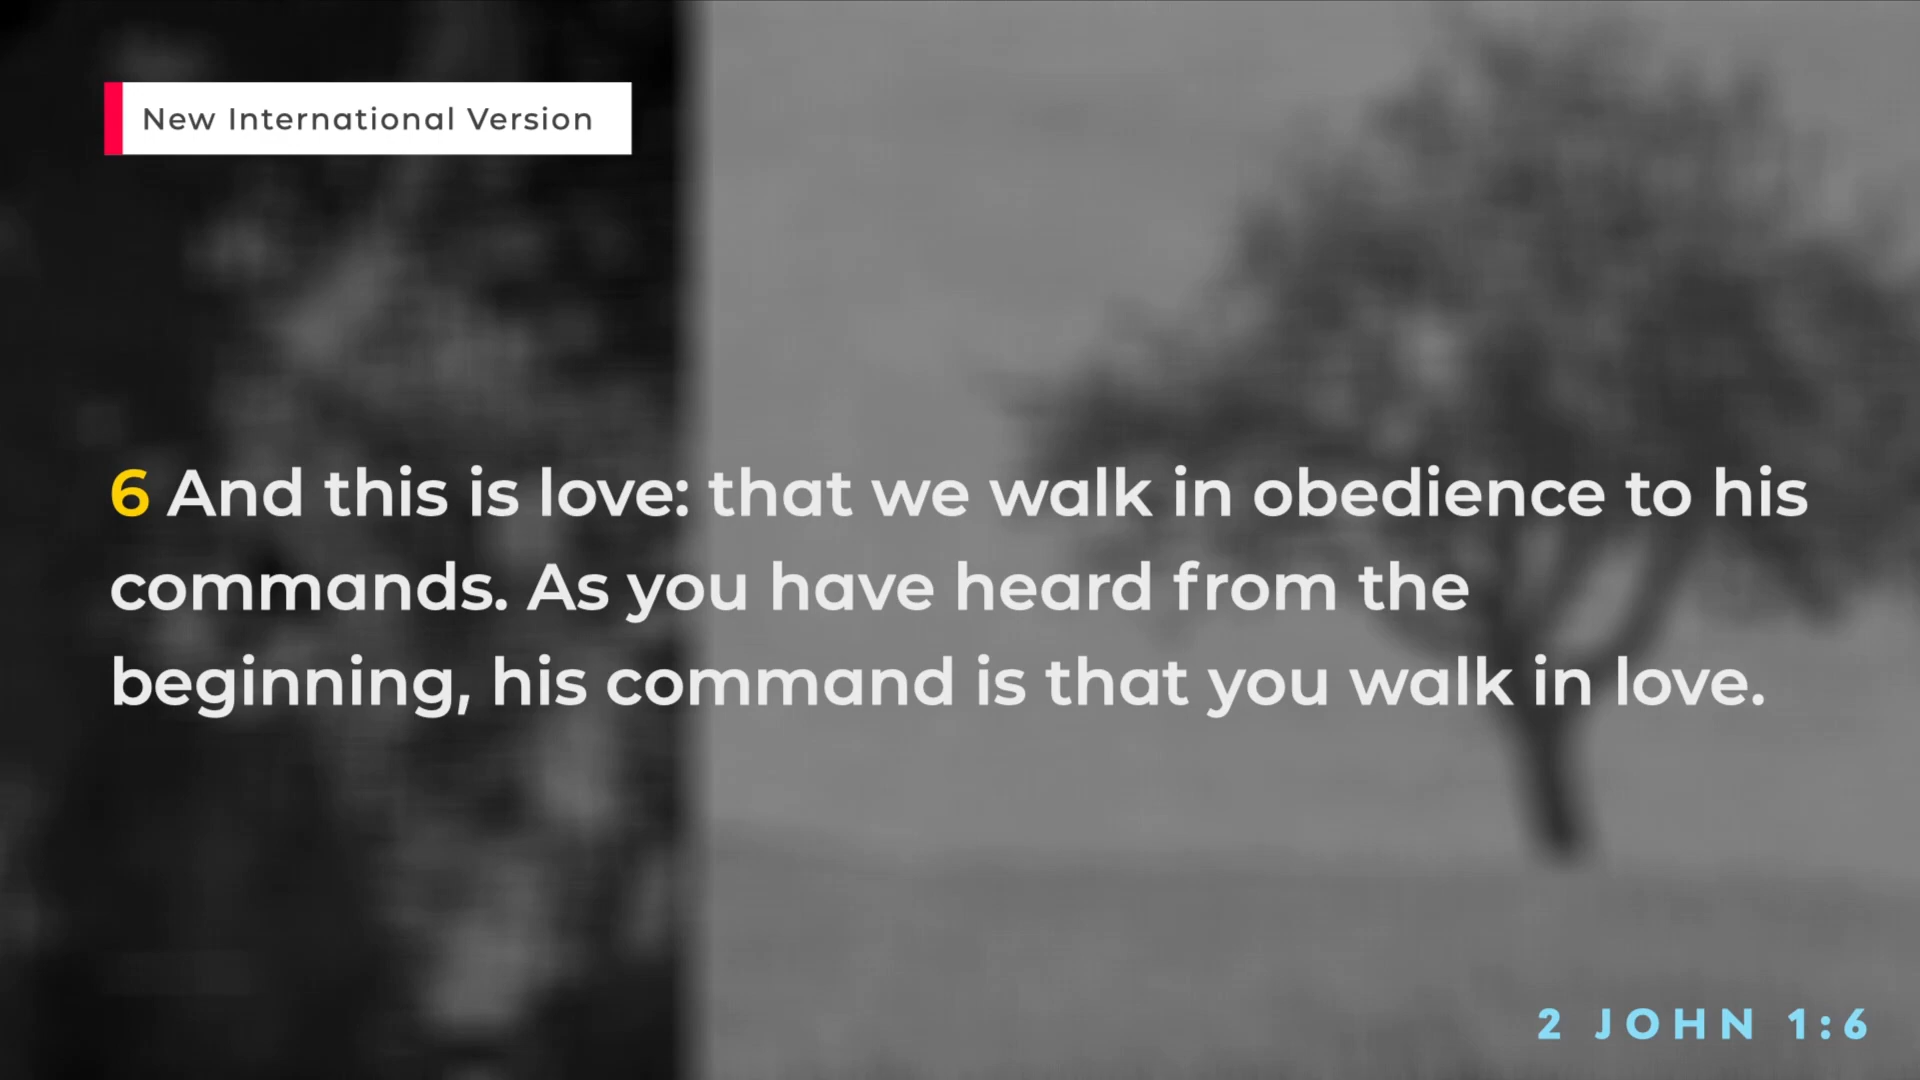 New International Version
6 And this is love: that we walk in obedience to his
commands. As you have heard from the
beginning, his command is that you walk in love.
2 JOHN 1:6